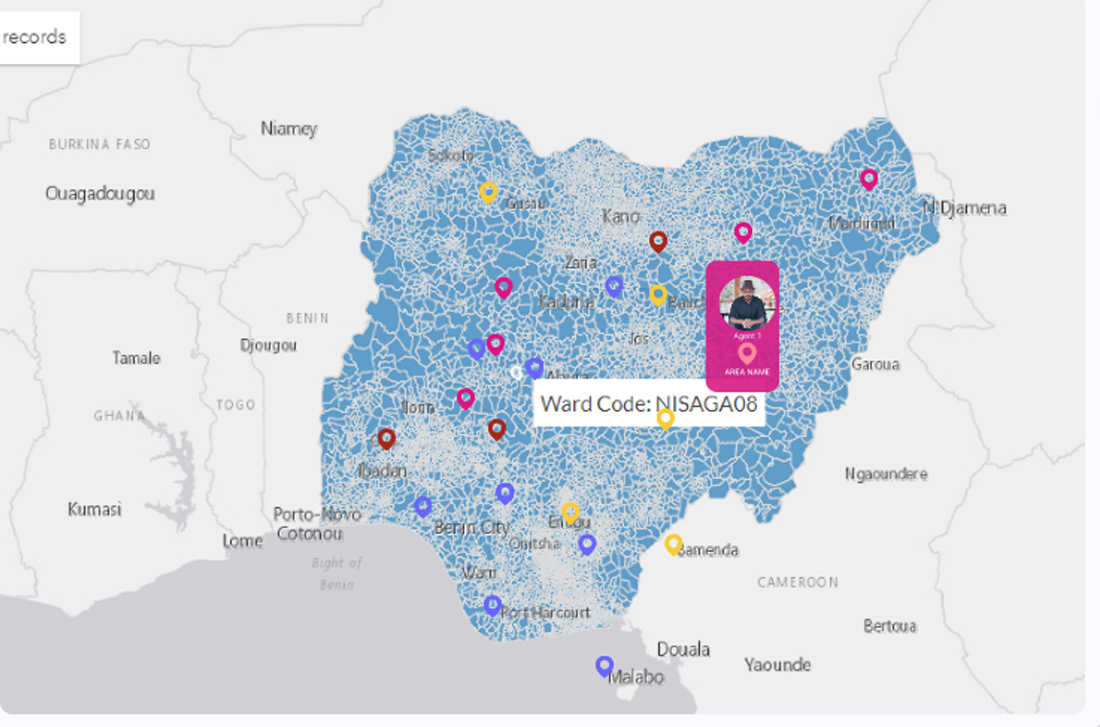 records
Niamey
BURKINA FASO
Ouagadougou
Sokoto
Gusau
Kano
N'Djamena
Maiduguri
Zaria
Kaduna
BENIN
Djougou
Tamale
Jos
Agent 1
AREA NAME
Garoua
Abuja
TOGO
GHANA
Ilorin
Ward Code: NISAGA08
Ibadan
Ngaoundere
Kumasi
Porto-Novo
Cotonou
Lome
Benin City
Enugu
Onitsha
Bamenda
Bight of
Benin
Warri
CAMEROON
Port Harcourt
Bertoua
Douala
Yaounde
Malabo